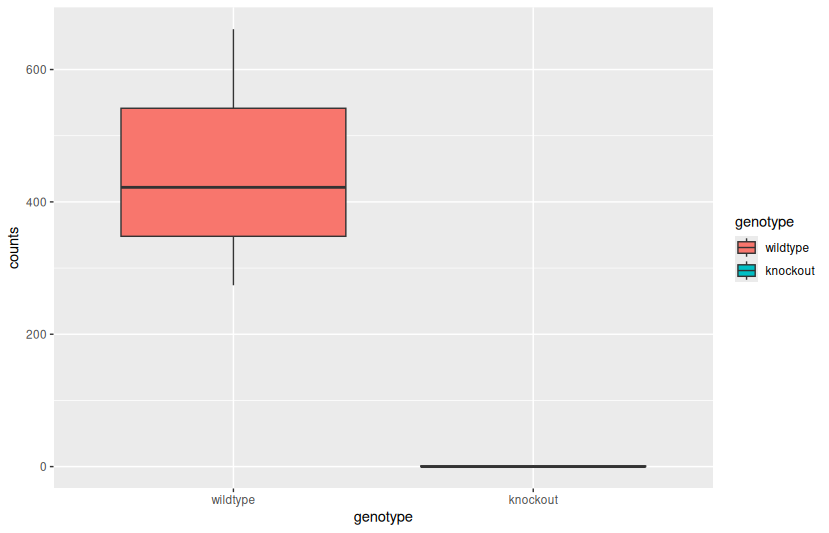 counts
600
400
200
0
wildtype
knockout
genotype
genotype
wildtype
knockout